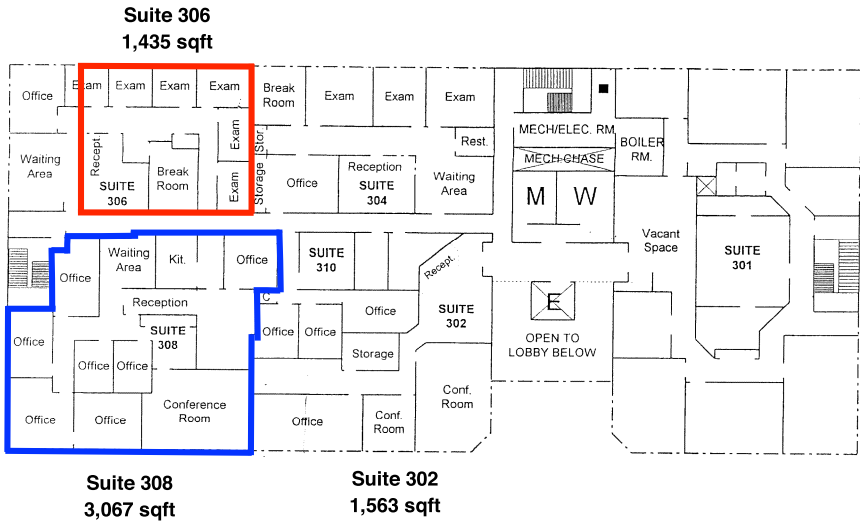 Suite 306
1,435 sqft
Office
Exam
Exam
Exam
Exam
Break
Room
Exam
Exam
Exam
Waiting
Area
Recept.
SUITE
306
Break
Room
Exam
Exam
Stor.
Storage
Office
Reception
SUITE
304
Rest.
Waiting
Area
MECH/ELEC. RM.
MECH CHASE
BOILER
RM.
M
W
Vacant
Space
SUITE
301
Office
Waiting
Area
Kit.
Office
SUITE
310
Recept.
Reception
C
SUITE
308
Office
Office
Office
SUITE
302
E
OPEN TO
LOBBY BELOW
Office
Office
Office
Storage
Office
Office
Conference
Room
Office
Conf.
Room
Conf.
Room
Suite 308
3,067 sqft
Suite 302
1,563 sqft